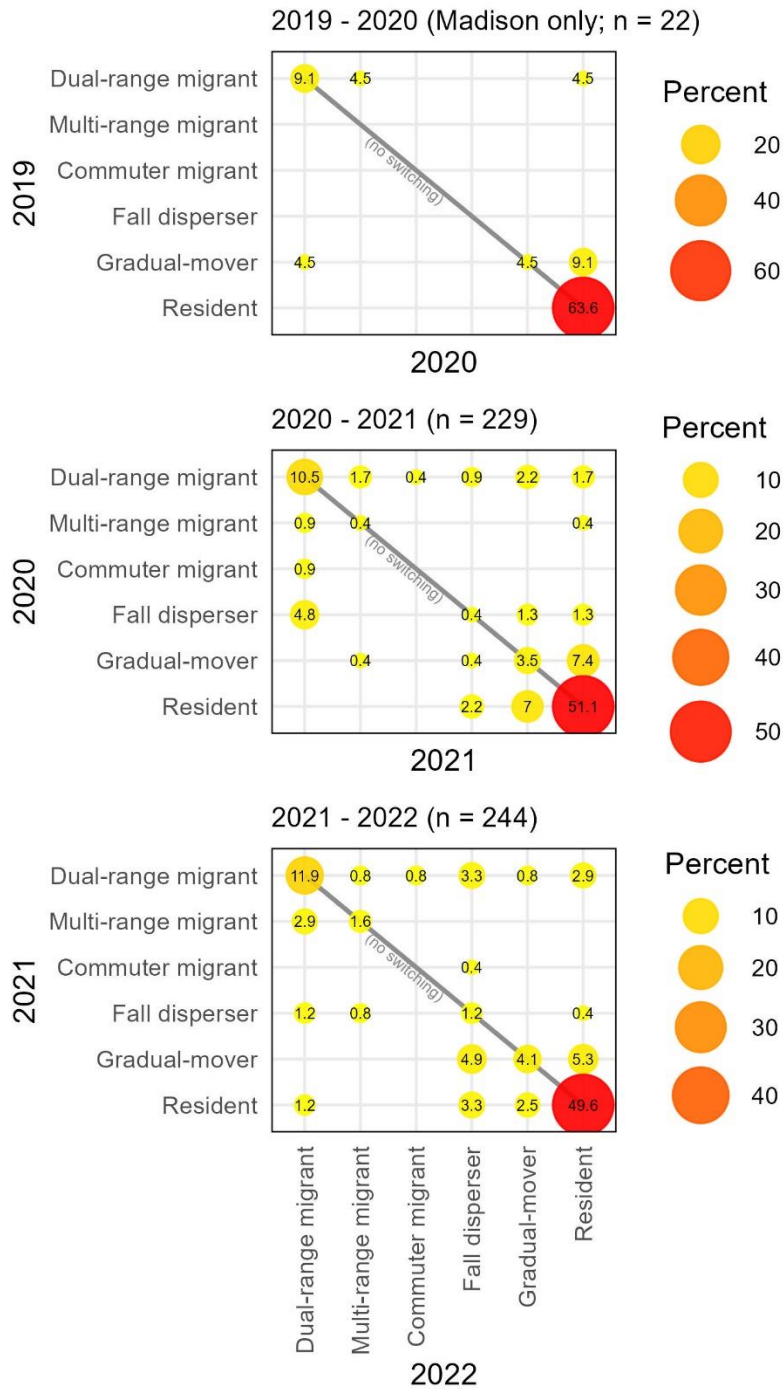 2019 - 2020 (Madison only; n = 22)
Dual-range migrant 9.1 4.5 4.5
Multi-range migrant
Commuter migrant
Fall disperser
Gradual-mover 4.5 4.5 9.1
Resident 63.6
(no switching)
2019
2020
Percent
20
40
60
2020 - 2021 (n = 229)
Dual-range migrant 10.5 1.7 0.4 0.9 2.2 1.7
Multi-range migrant 0.9 0.4 0.4
Commuter migrant 0.9
Fall disperser 4.8 0.4 1.3 1.3
Gradual-mover 0.4 0.4 3.5 7.4
Resident 2.2 7 51.1
(no switching)
2020
2021
Percent
10
20
30
40
50
2021 - 2022 (n = 244)
Dual-range migrant 11.9 0.8 0.8 3.3 0.8 2.9
Multi-range migrant 2.9 1.6
Commuter migrant 0.4
Fall disperser 1.2 0.8 1.2 0.4
Gradual-mover 4.9 4.1 5.3
Resident 1.2 3.3 2.5 49.6
(no switching)
2021
Dual-range migrant
Multi-range migrant
Commuter migrant
Fall disperser
Gradual-mover
Resident
2022
Percent
10
20
30
40